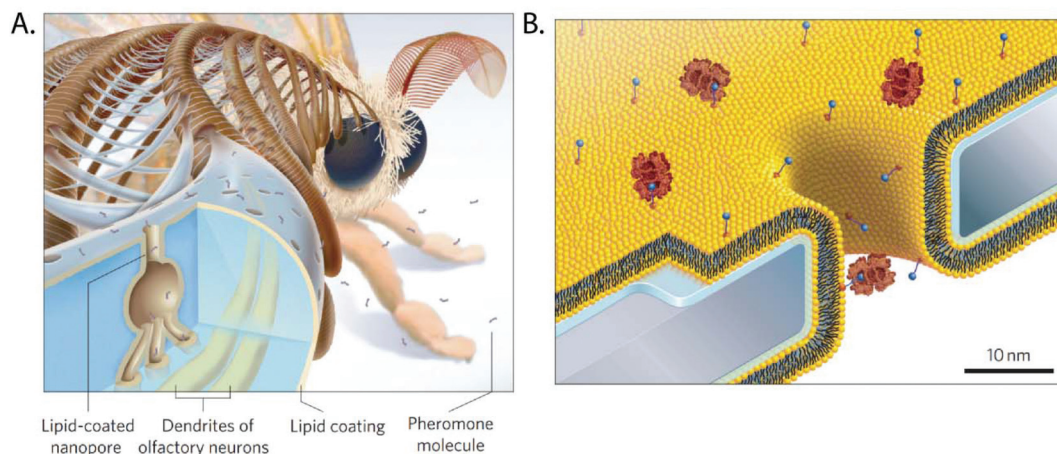 A.
B.
10 nm
Lipid-coated
nanopore
Dendrites of
olfactory neurons
Lipid coating
Pheromone
molecule